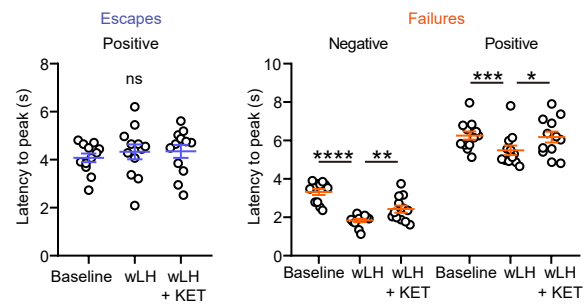 Escapes
Positive
Latency to peak (s)
8
6
4
2
0
ns
Baseline
wLH
wLH
+ KET
Failures
Negative
Positive
Latency to peak (s)
10
8
6
4
2
0
****
**
***
*
Baseline
wLH
wLH
+ KET
Baseline
wLH
wLH
+ KET